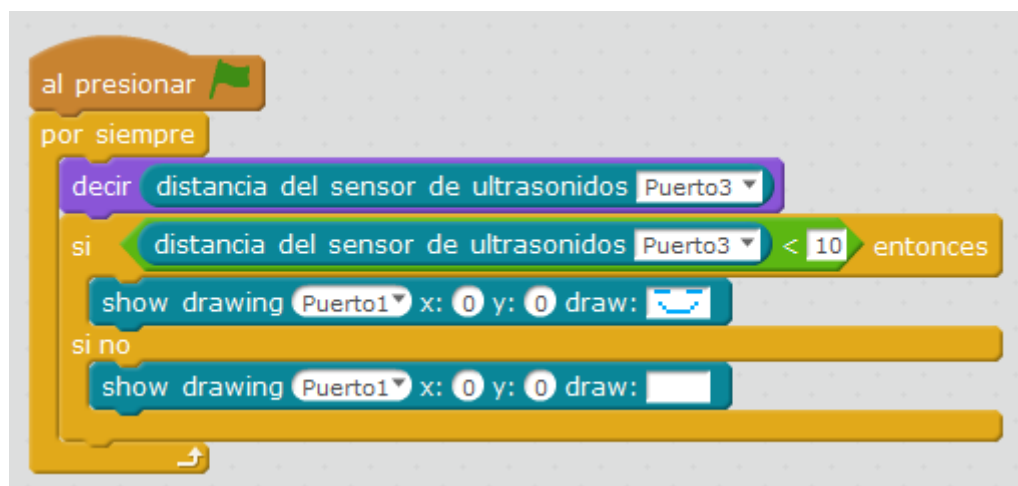 al presionar
por siempre
decir distancia del sensor de ultrasonidos Puerto3
si distancia del sensor de ultrasonidos Puerto3 < 10 entonces
show drawing Puerto1 x: 0 y: 0 draw:
si no
show drawing Puerto1 x: 0 y: 0 draw: